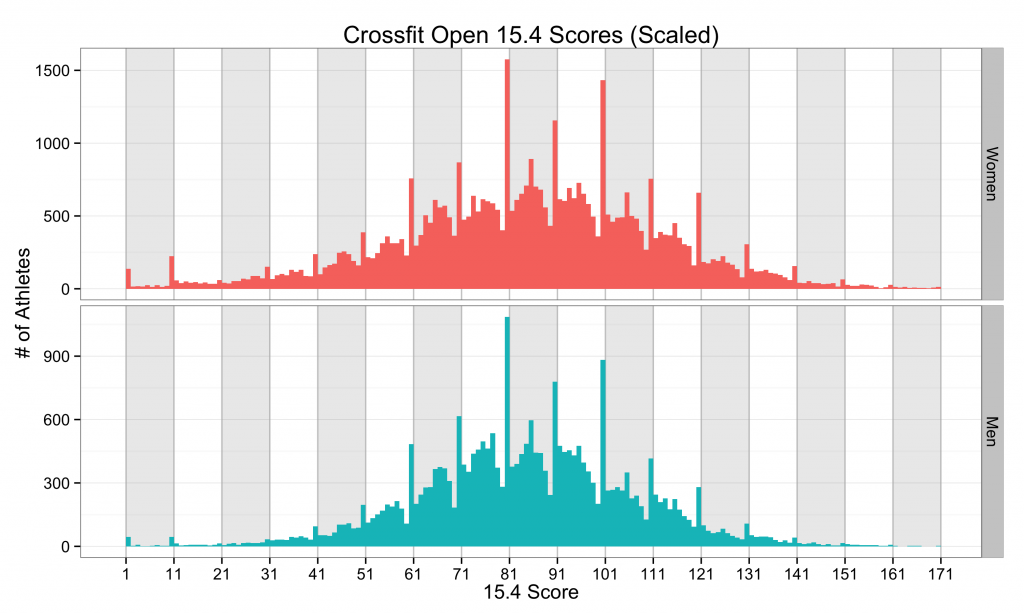 Crossfit Open 15.4 Scores (Scaled)
1500
1000
500
0
Women
# of Athletes
900
600
300
0
Men
1 11 21 31 41 51 61 71 81 91 101 111 121 131 141 151 161 171
15.4 Score